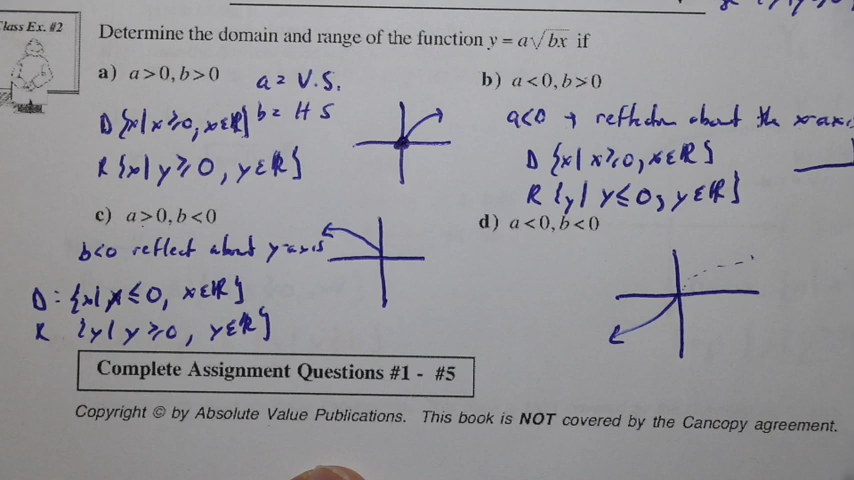 lass Ex. #2
Determine the domain and range of the function y = a√bx if
a) a>0, b>0
a = V.S.
b = H S
D {x| x ≥ 0, x∈R}
R {x| y ≥ 0, y∈R}
b) a<0, b>0
a<0 → reflection about the x-axis
D {x| x ≥ 0, x∈R}
R {y| y ≤ 0, y∈R}
c) a>0, b<0
b<0 reflect about y-axis
D : {x| x ≤ 0, x∈R}
R {y| y ≥ 0, y∈R}
d) a<0, b<0
Complete Assignment Questions #1 - #5
Copyright © by Absolute Value Publications. This book is NOT covered by the Cancopy agreement.